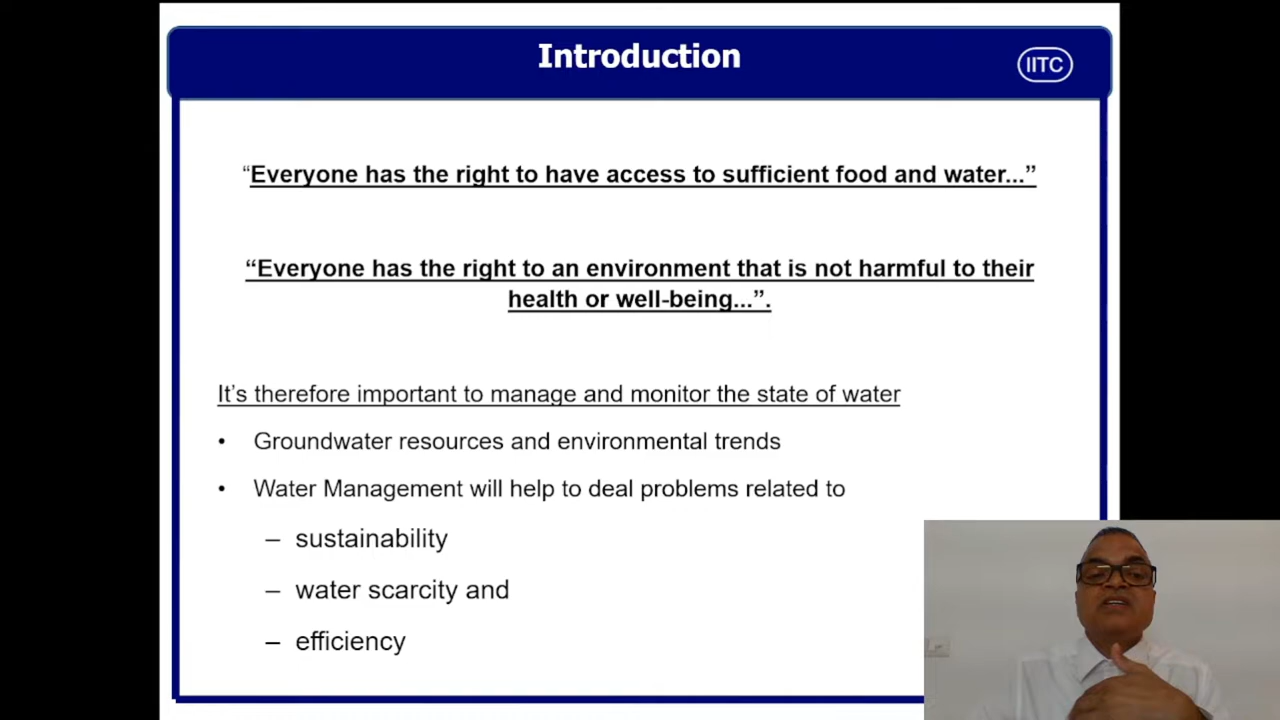 Introduction
IITC
“Everyone has the right to have access to sufficient food and water...”
“Everyone has the right to an environment that is not harmful to their
health or well-being...”.
It’s therefore important to manage and monitor the state of water
• Groundwater resources and environmental trends
• Water Management will help to deal problems related to
– sustainability
– water scarcity and
– efficiency